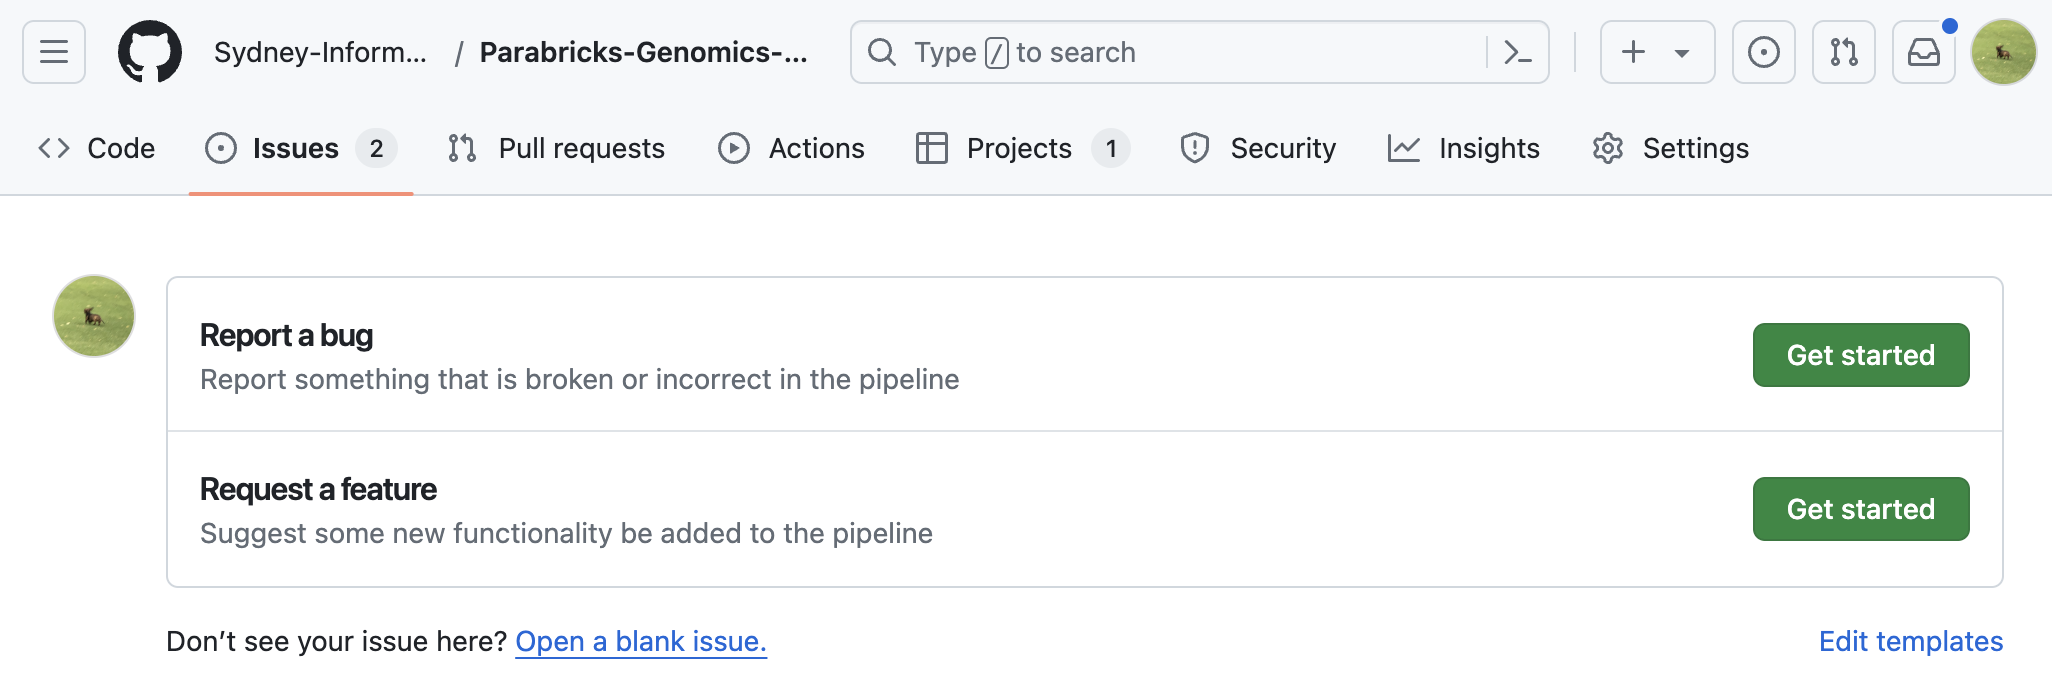 Sydney-Inform... / Parabricks-Genomics-...
Type / to search
Code
Issues 2
Pull requests
Actions
Projects 1
Security
Insights
Settings
Report a bug
Report something that is broken or incorrect in the pipeline
Get started
Request a feature
Suggest some new functionality be added to the pipeline
Get started
Don’t see your issue here? Open a blank issue.
Edit templates